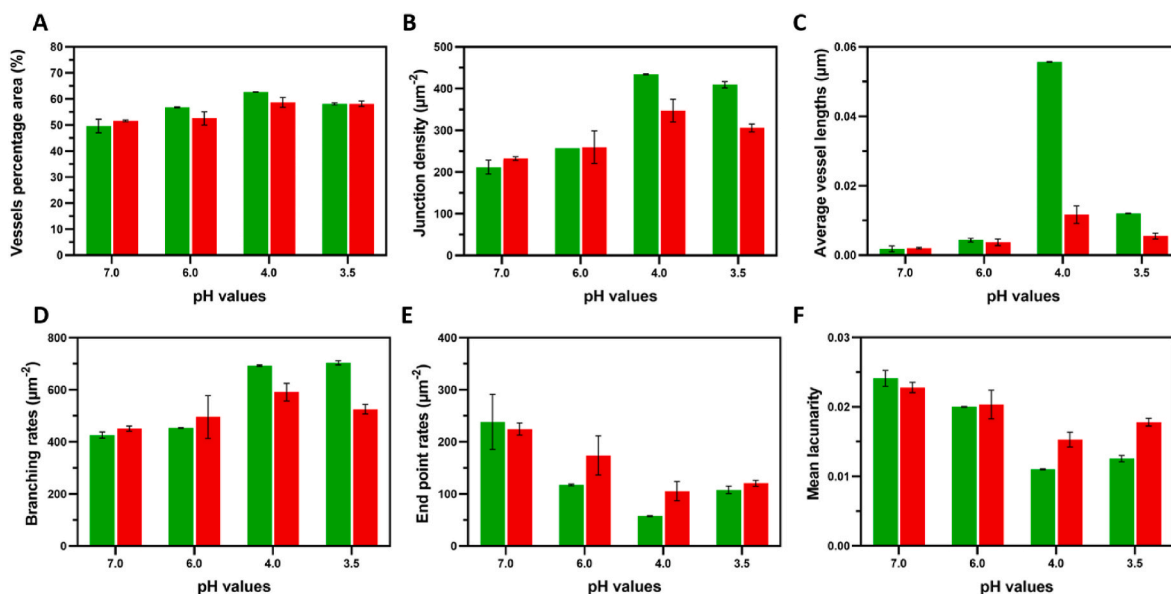 A
Vessels percentage area (%)
80
70
60
50
40
30
20
10
0
7.0 6.0 4.0 3.5
pH values
B
Junction density (µm⁻²)
500
400
300
200
100
0
7.0 6.0 4.0 3.5
pH values
C
Average vessel lengths (µm)
0.06
0.04
0.02
0.00
7.0 6.0 4.0 3.5
pH values
D
Branching rates (µm⁻²)
800
600
400
200
0
7.0 6.0 4.0 3.5
pH values
E
End point rates (µm⁻²)
400
300
200
100
0
7.0 6.0 4.0 3.5
pH values
F
Mean lacunarity
0.03
0.02
0.01
0.00
7.0 6.0 4.0 3.5
pH values